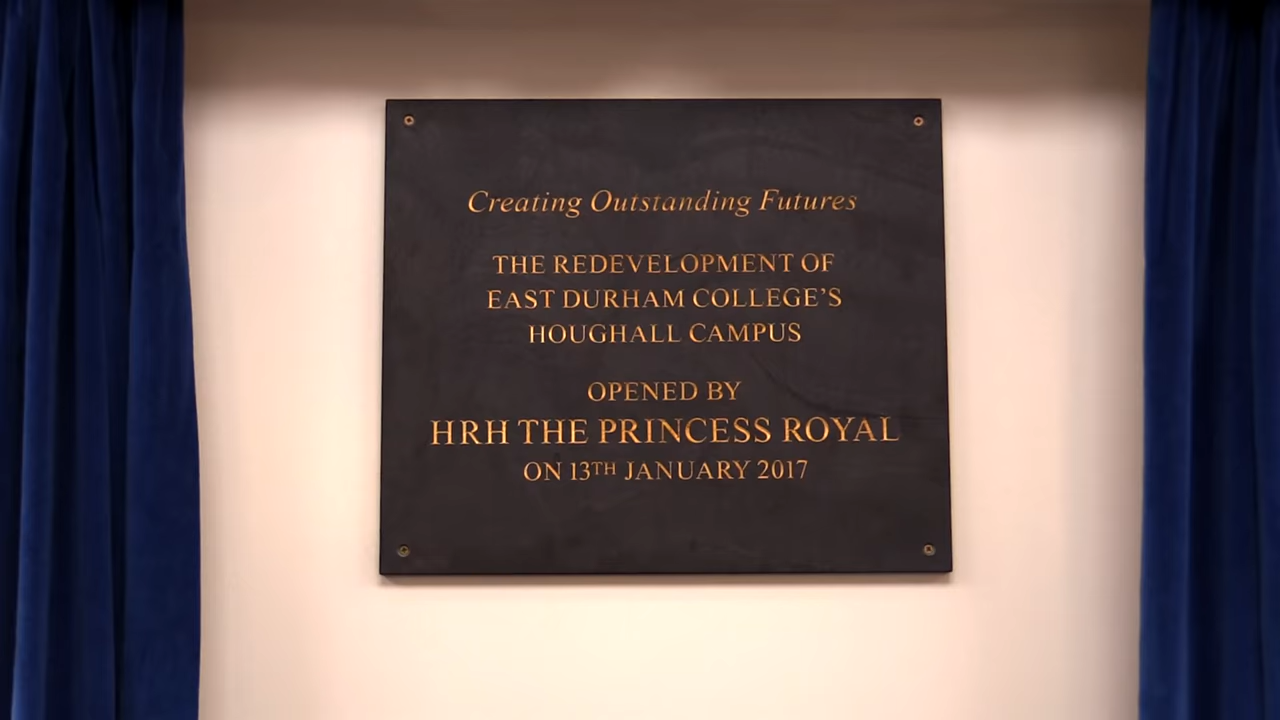 Creating Outstanding Futures
THE REDEVELOPMENT OF
EAST DURHAM COLLEGE'S
HOUGHALL CAMPUS
OPENED BY
HRH THE PRINCESS ROYAL
ON 13TH JANUARY 2017